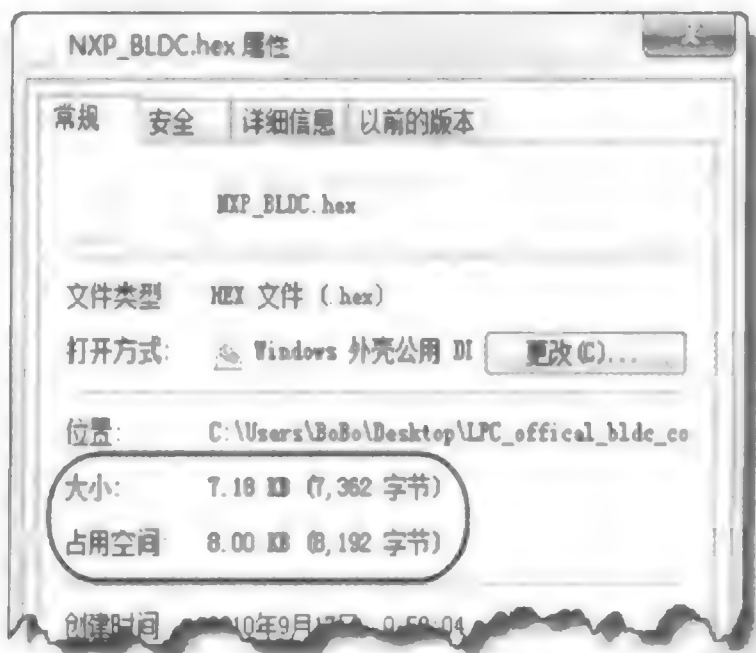 NXP_BLDC.hex 属性
常规 安全 详细信息 以前的版本
NXP_BLDC.hex
文件类型 HEX 文件 (.hex)
打开方式: Windows 外壳公用 Dl 更改(C)...
位置: C:\Users\BoBo\Desktop\LPC_offical_bldc_co
大小: 7.18 KB (7,362 字节)
占用空间: 8.00 KB (8,192 字节)
创建时间